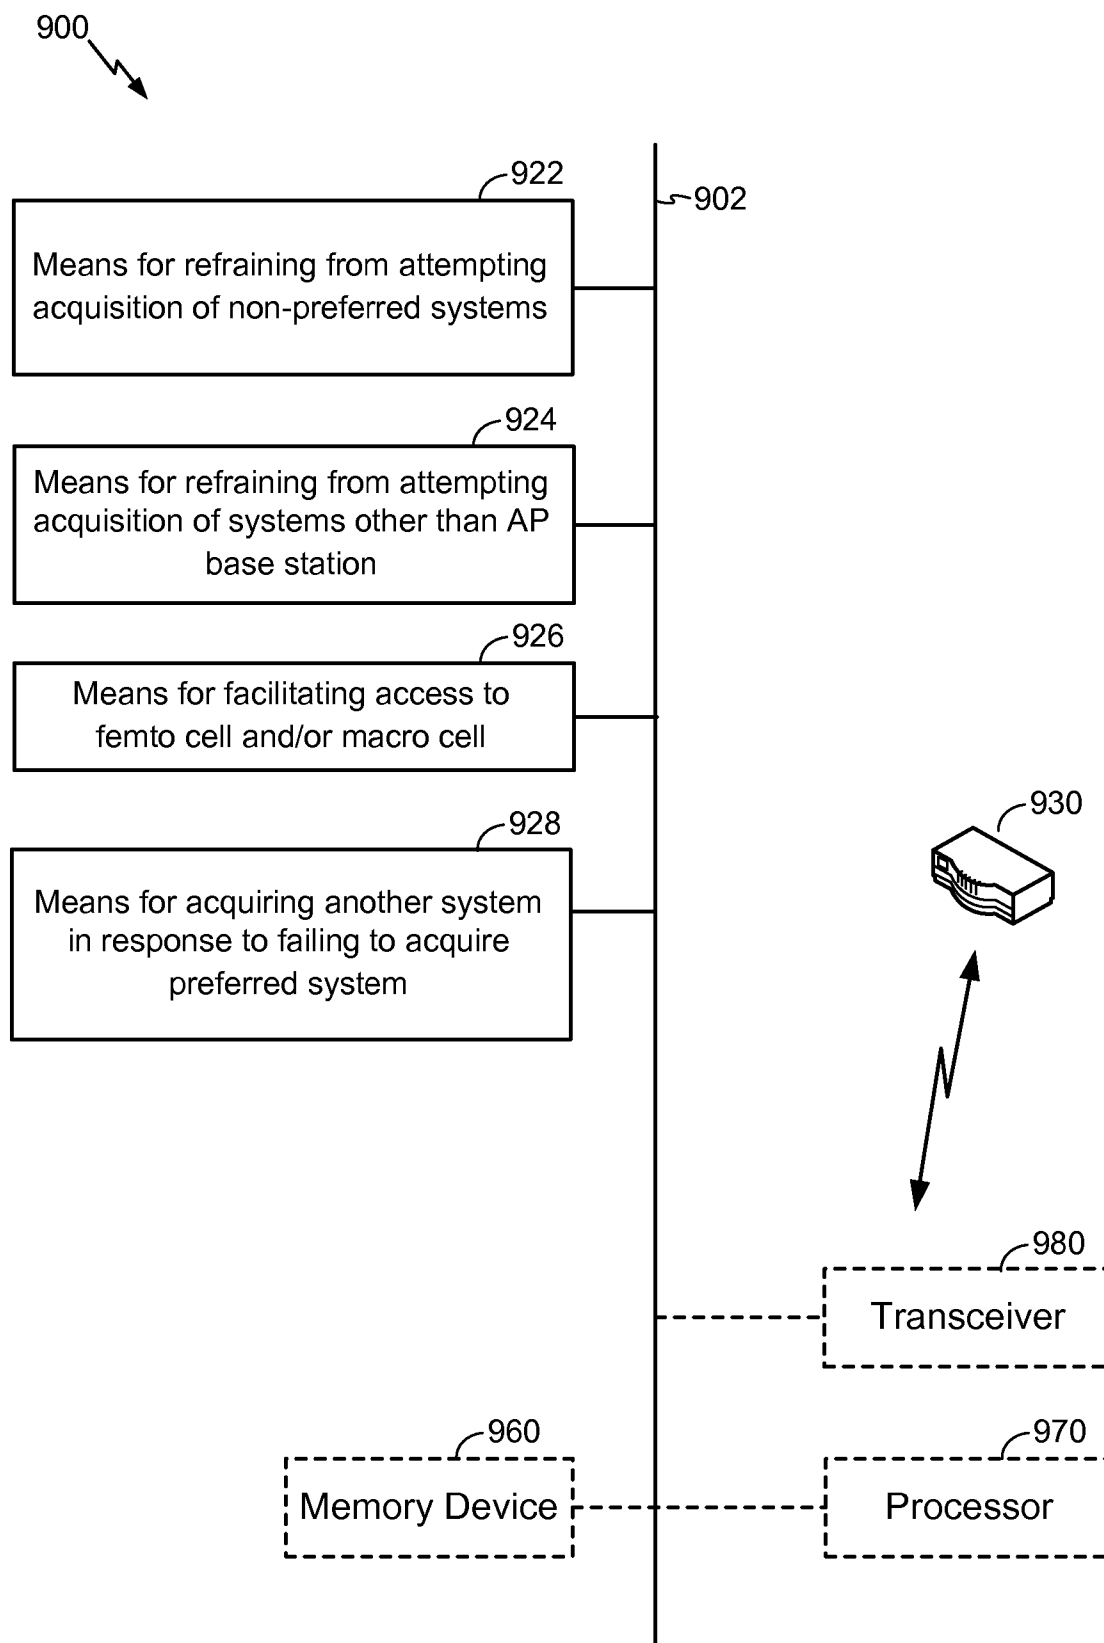 900
922
902
Means for refraining from attempting
acquisition of non-preferred systems
924
Means for refraining from attempting
acquisition of systems other than AP
base station
926
Means for facilitating access to
femto cell and/or macro cell
930
928
Means for acquiring another system
in response to failing to acquire
preferred system
980
Transceiver
960
970
Memory Device
Processor